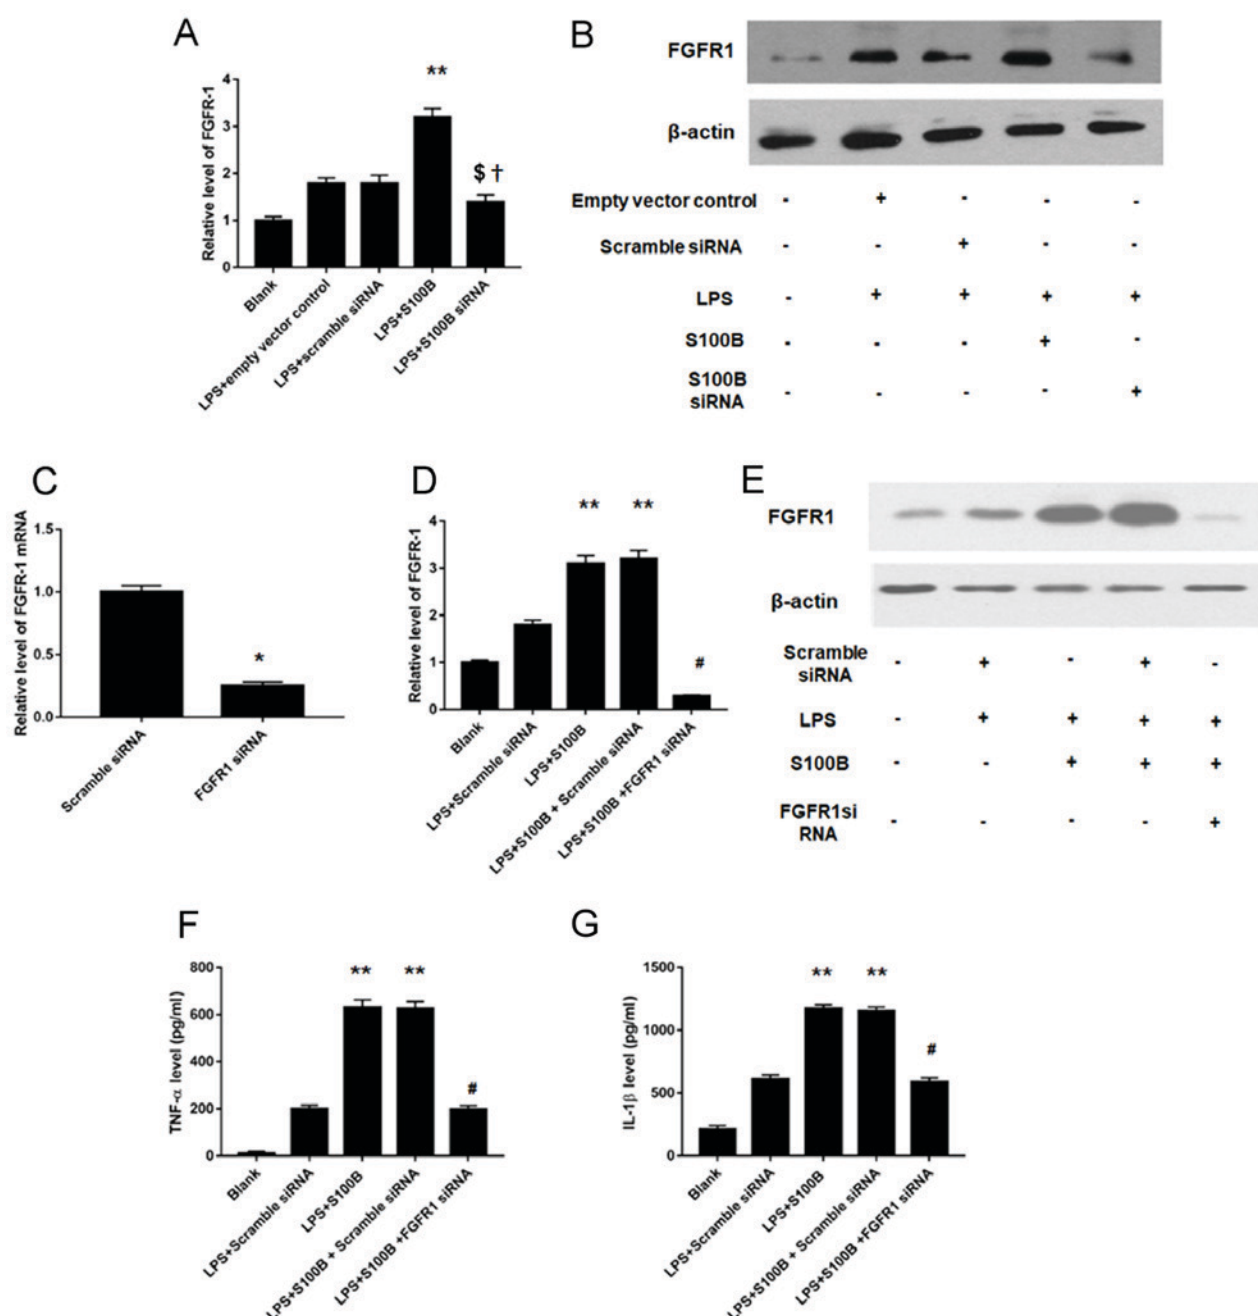 A
Relative level of FGFR-1
4
3
2
1
0
**
$ †
Blank
LPS+empty vector control
LPS+scramble siRNA
LPS+S100B
LPS+S100B siRNA
B
FGFR1
β-actin
Empty vector control - + - - -
Scramble siRNA - - + - -
LPS - + + + +
S100B - - - + -
S100B
siRNA - - - - +
C
Relative level of FGFR-1 mRNA
1.5
1.0
0.5
0.0
*
Scramble siRNA
FGFR1 siRNA
D
Relative level of FGFR-1
4
3
2
1
0
** **
#
Blank
LPS+Scramble siRNA
LPS+S100B
LPS+S100B + Scramble siRNA
LPS+S100B +FGFR1 siRNA
E
FGFR1
β-actin
Scramble
siRNA - + - + -
LPS - + + + +
S100B - - + + +
FGFR1si
RNA - - - - +
F
TNF-α level (pg/ml)
800
600
400
200
0
** **
#
Blank
LPS+Scramble siRNA
LPS+S100B
LPS+S100B + Scramble siRNA
LPS+S100B +FGFR1 siRNA
G
IL-1β level (pg/ml)
1500
1000
500
0
** **
#
Blank
LPS+Scramble siRNA
LPS+S100B
LPS+S100B + Scramble siRNA
LPS+S100B +FGFR1 siRNA